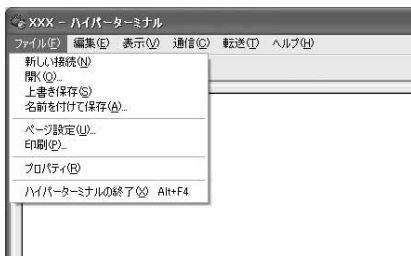 XXX - ハイパーターミナル
ファイル(F) 編集(E) 表示(V) 通信(C) 転送(T) ヘルプ(H)
新しい接続(N)
開く(O)...
上書き保存(S)
名前を付けて保存(A)...
ページ設定(U)...
印刷(P)...
プロパティ(R)
ハイパーターミナルの終了(X) Alt+F4